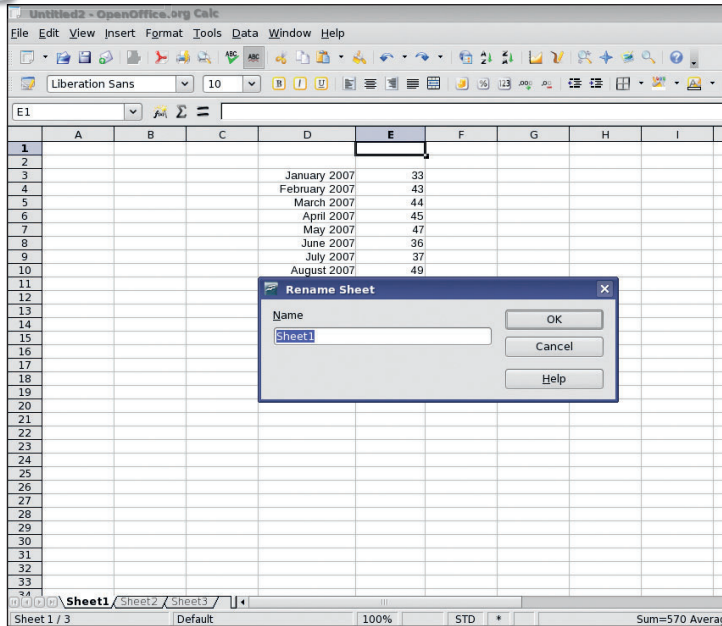 Untitled2 - OpenOffice.org Calc
File Edit View Insert Format Tools Data Window Help
Liberation Sans 10
E1
A B C D E F G H I
1
2
3 January 2007 33
4 February 2007 43
5 March 2007 44
6 April 2007 45
7 May 2007 47
8 June 2007 36
9 July 2007 37
10 August 2007 49
11
12
13
14
15
16
17
18
19
20
21
22
23
24
25
26
27
28
29
30
31
32
33
34
Rename Sheet
Name
Sheet1
OK
Cancel
Help
Sheet1 Sheet2 Sheet3
Sheet 1 / 3 Default 100% STD * Sum=570 Avera